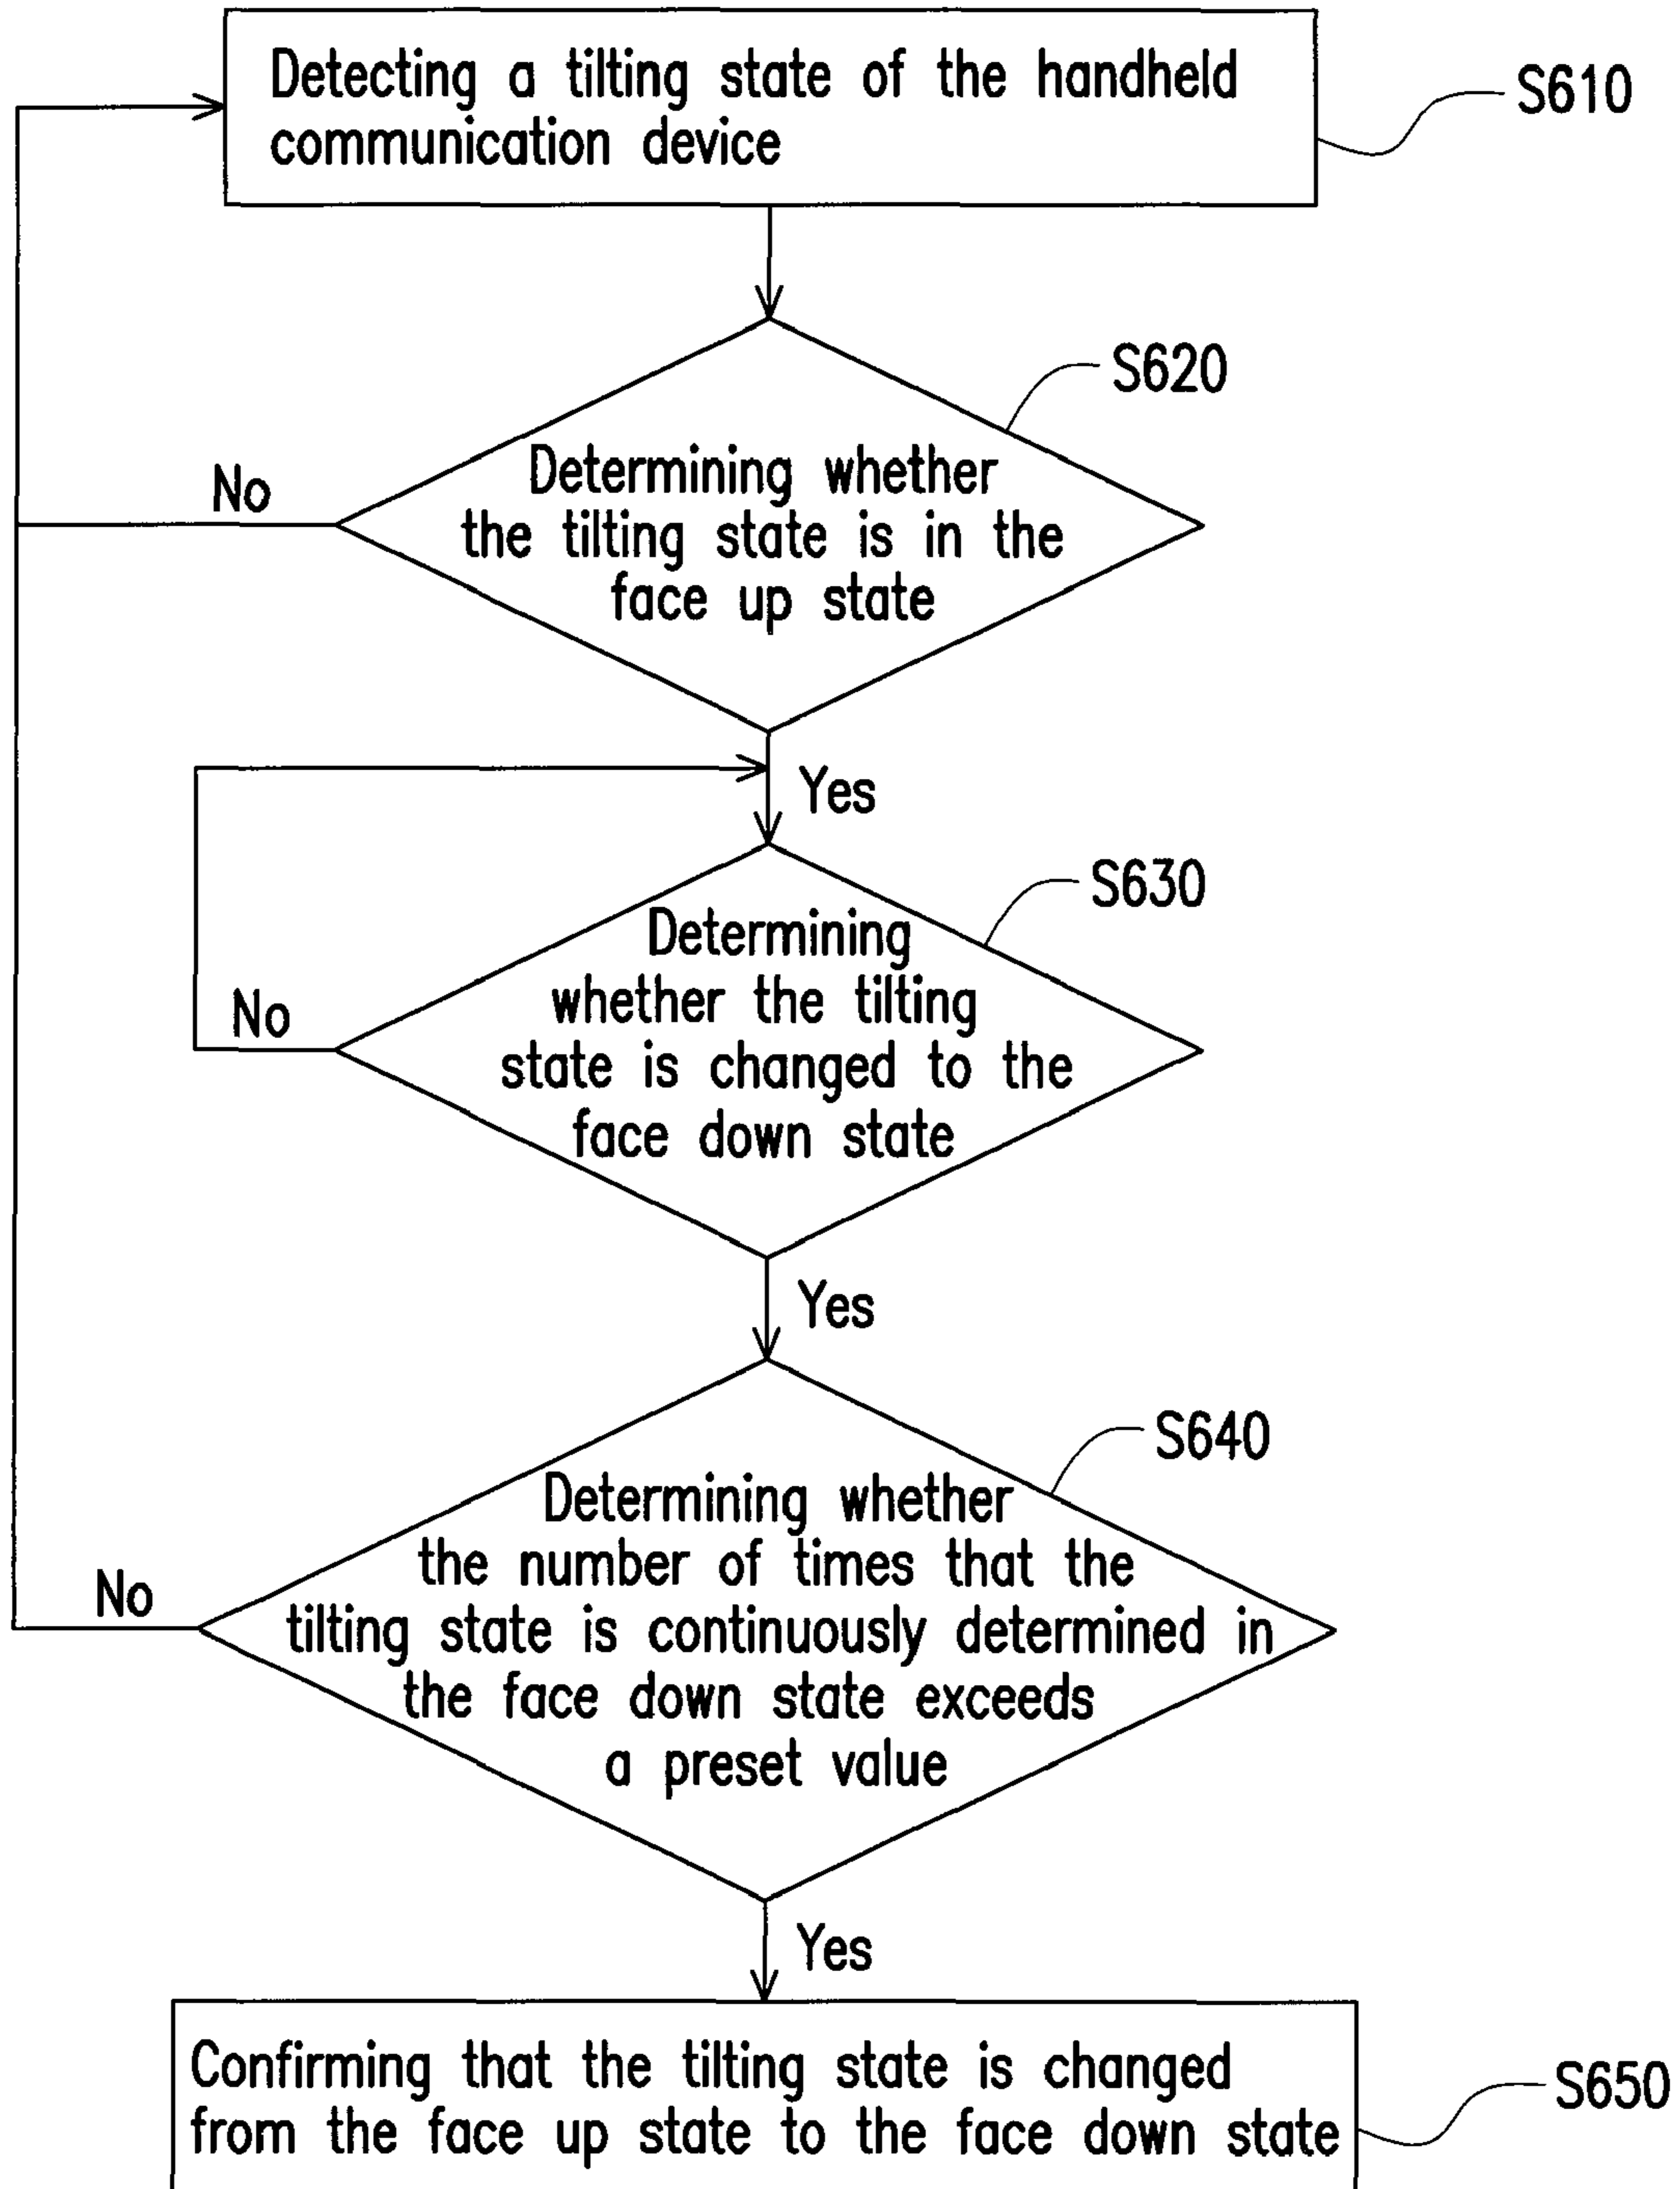 Detecting a tilting state of the handheld
communication device
S610
S620
Determining whether
the tilting state is in the
face up state
No
Yes
S630
Determining
whether the tilting
state is changed to the
face down state
No
Yes
S640
Determining whether
the number of times that the
tilting state is continuously determined in
the face down state exceeds
a preset value
No
Yes
Confirming that the tilting state is changed
from the face up state to the face down state
S650